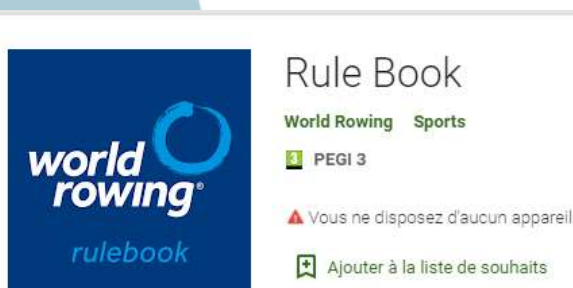 world
rowing®
rulebook
Rule Book
World Rowing Sports
3 PEGI 3
Vous ne disposez d'aucun appareil
Ajouter à la liste de souhaits